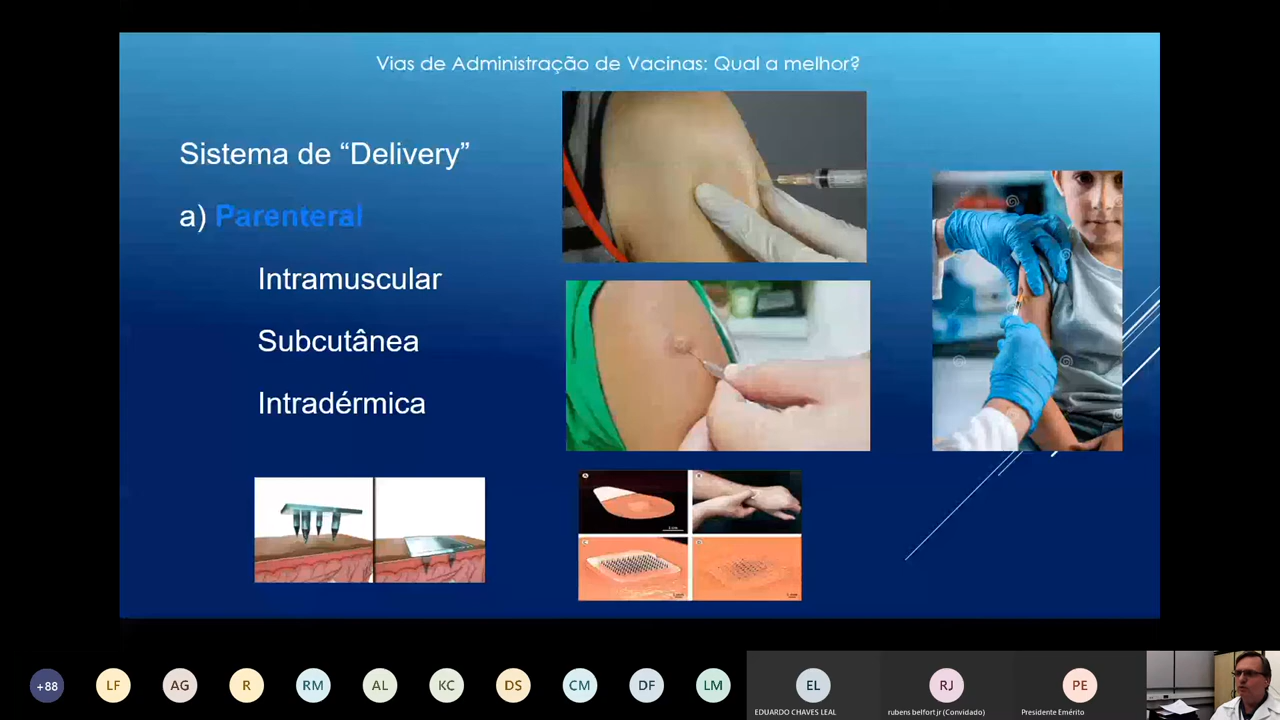 Vias de Administração de Vacinas: Qual a melhor?
Sistema de “Delivery”
a) Parenteral
Intramuscular
Subcutânea
Intradérmica
+88
LF
AG
R
RM
AL
KC
DS
CM
DF
LM
EL
RJ
PE
EDUARDO CHAVES LEAL
rubens belfort jr (Convidado)
Presidente Emérito